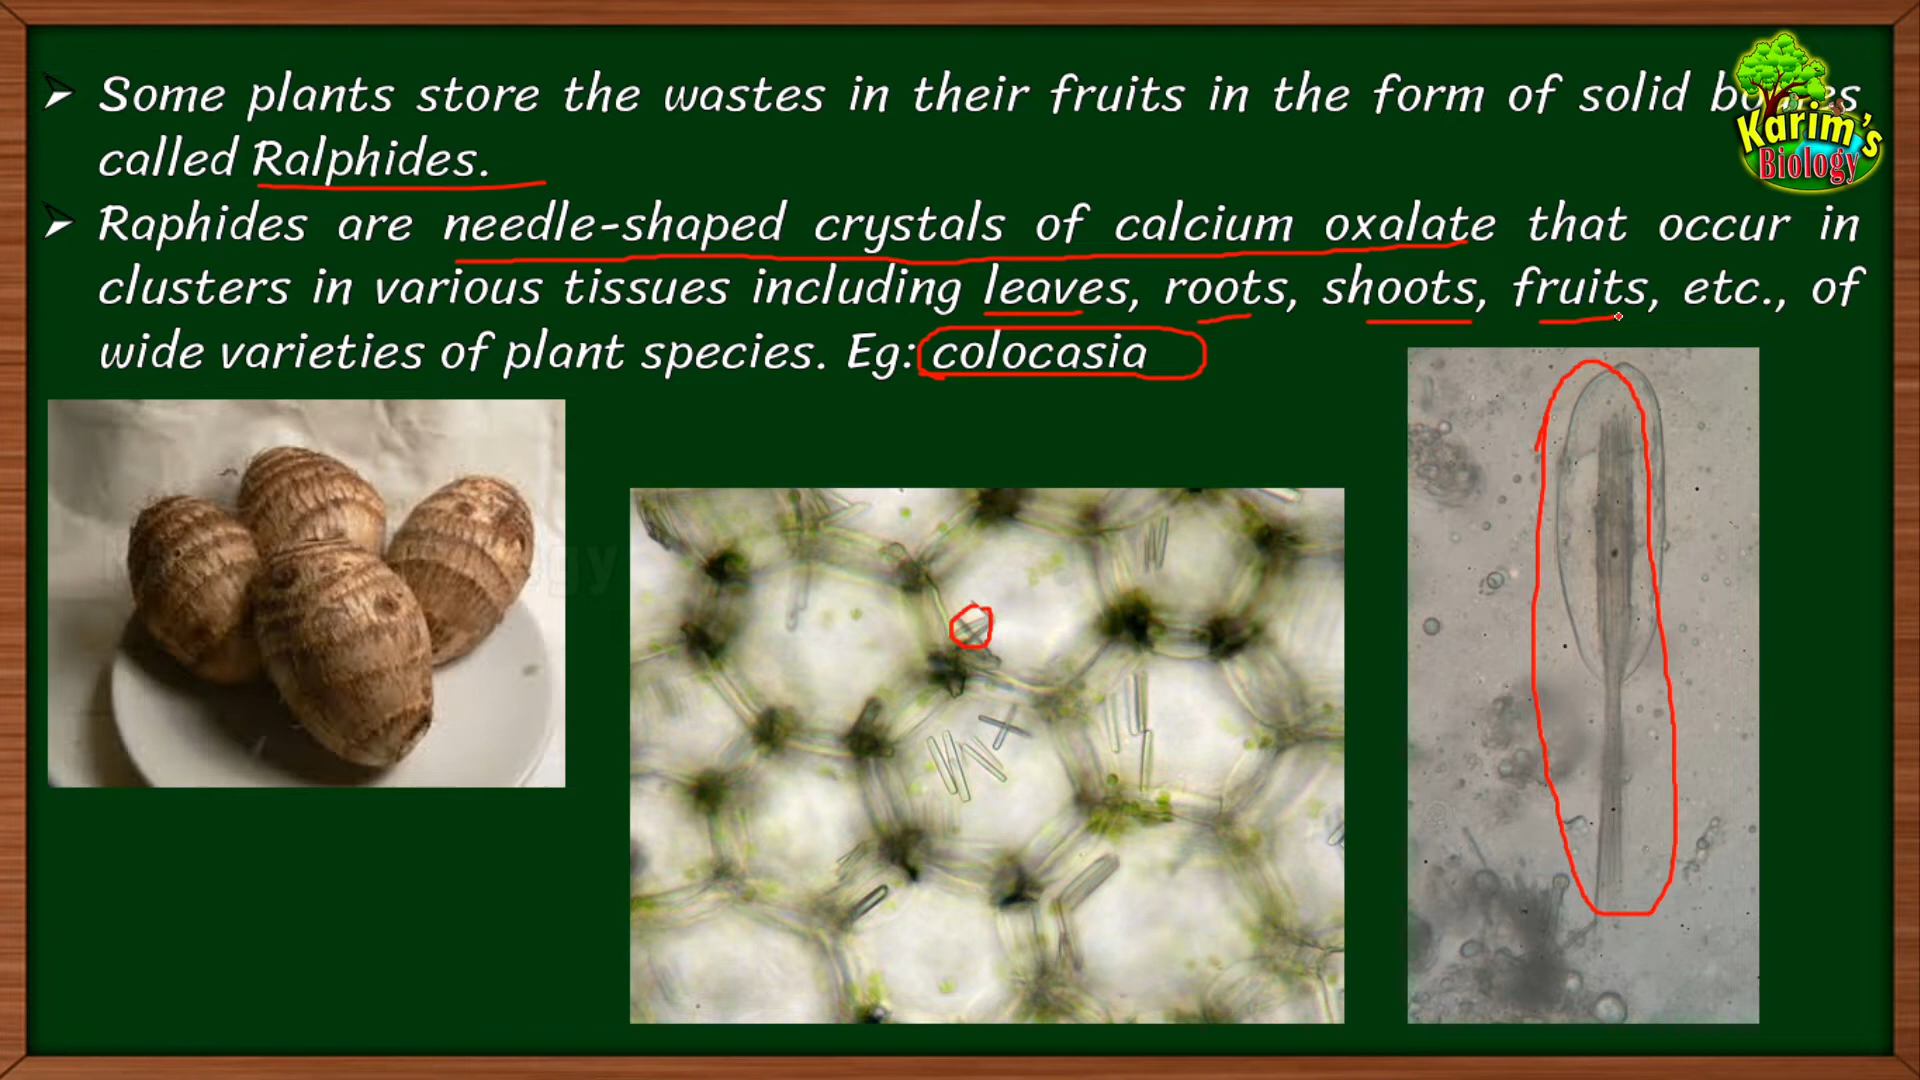 Some plants store the wastes in their fruits in the form of solid
called Ralphides.
Raphides are needle-shaped crystals of calcium oxalate that occur in
clusters in various tissues including leaves, roots, shoots, fruits, etc., of
wide varieties of plant species. Eg: colocasia
Karim's
Biology